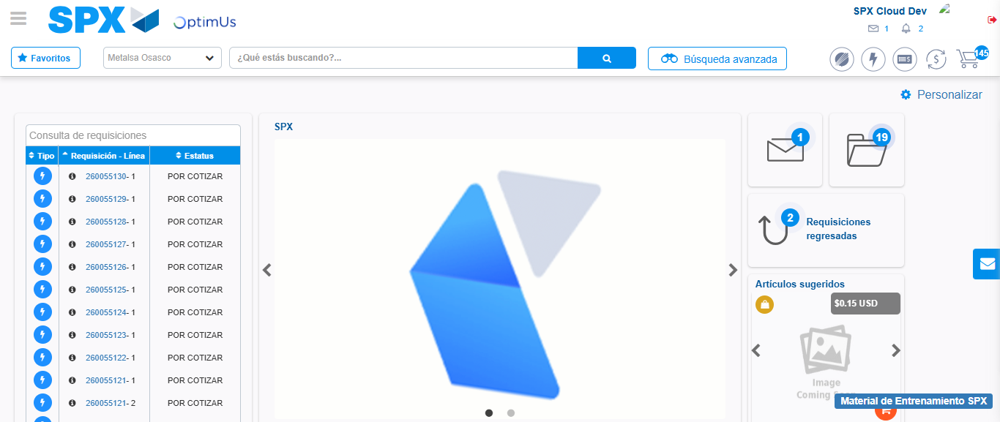 SPX OptimUs
SPX Cloud Dev
1 2
Favoritos
Metalsa Osasco
¿Qué estás buscando?...
Búsqueda avanzada
145
Personalizar
Consulta de requisiciones
Tipo Requisición - Línea Estatus
260055130- 1 POR COTIZAR
260055129- 1 POR COTIZAR
260055128- 1 POR COTIZAR
260055127- 1 POR COTIZAR
260055126- 1 POR COTIZAR
260055125- 1 POR COTIZAR
260055124- 1 POR COTIZAR
260055123- 1 POR COTIZAR
260055122- 1 POR COTIZAR
260055121- 1 POR COTIZAR
260055121- 2 POR COTIZAR
SPX
1
19
2
Requisiciones
regresadas
Artículos sugeridos
$0.15 USD
Image
Coming
Material de Entrenamiento SPX